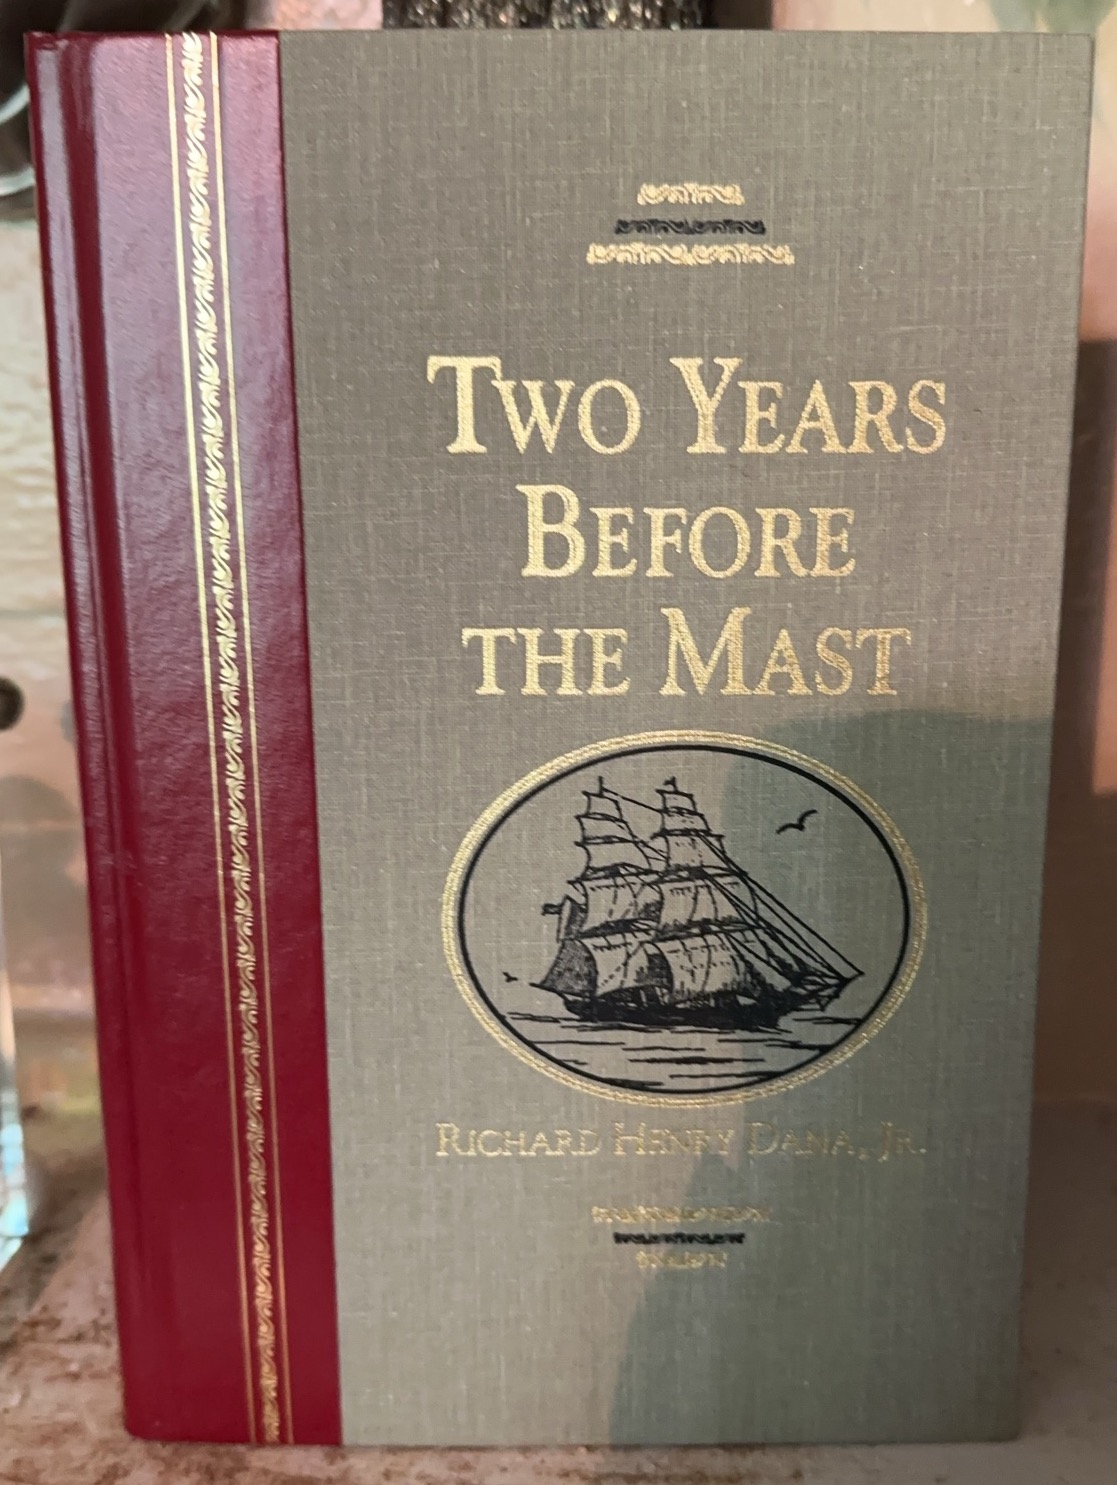 TWO YEARS
BEFORE
THE MAST
RICHARD HENRY DANA, JR.